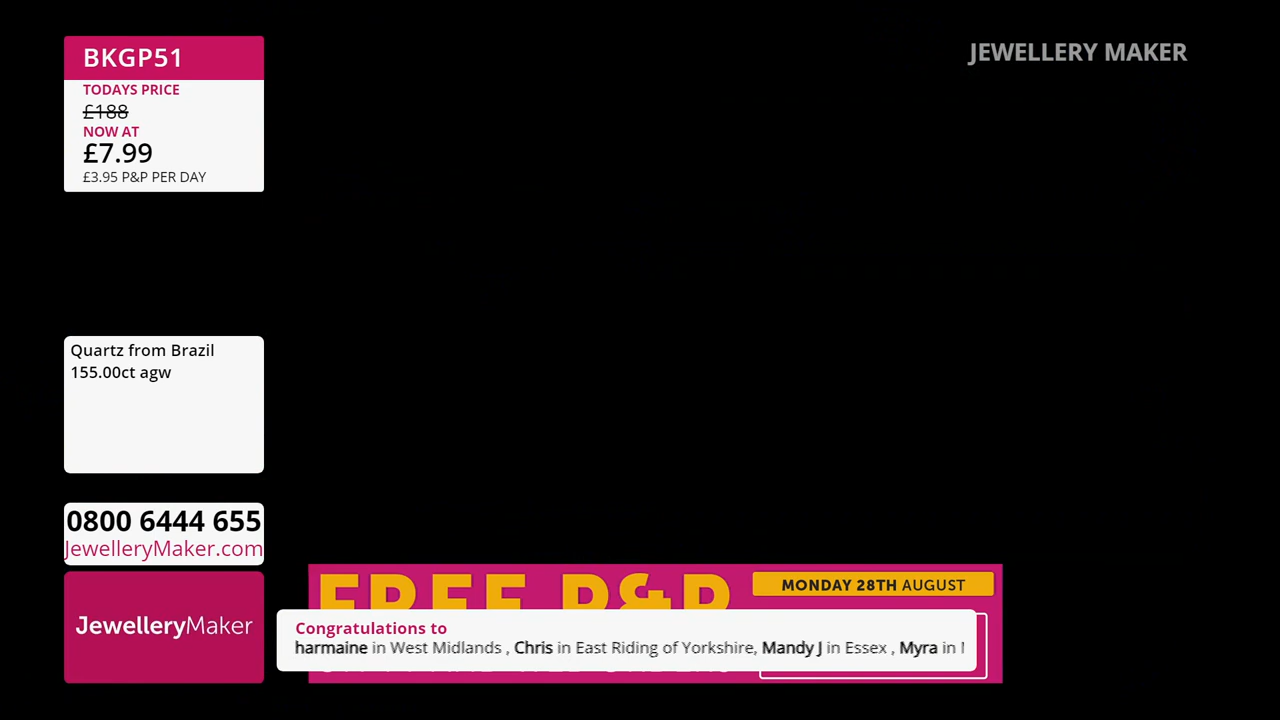 BKGP51
TODAYS PRICE
£188
NOW AT
£7.99
£3.95 P&P PER DAY
JEWELLERY MAKER
Quartz from Brazil
155.00ct agw
0800 6444 655
JewelleryMaker.com
JewelleryMaker
FREE P&P
MONDAY 28TH AUGUST
Congratulations to
harmaine in West Midlands , Chris in East Riding of Yorkshire, Mandy J in Essex , Myra in